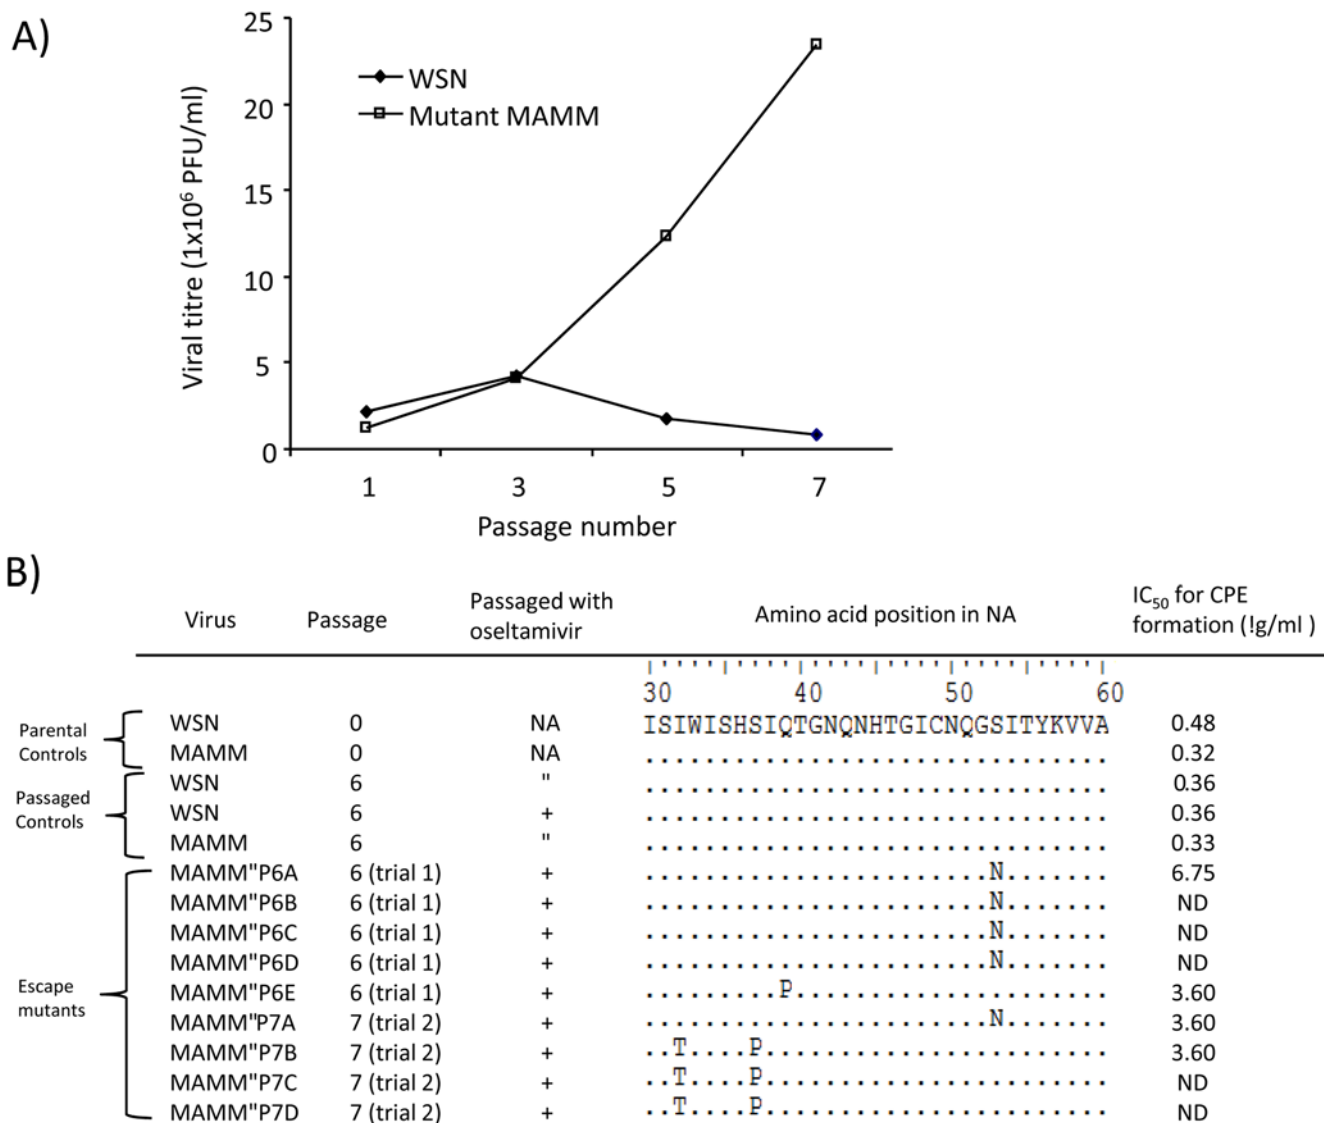 A)
25
20
15
10
5
0
Viral titre (1x10⁶ PFU/ml)
WSN
Mutant MAMM
1 3 5 7
Passage number
B)
Virus Passage Passaged with oseltamivir Amino acid position in NA IC₅₀ for CPE formation (!g/ml )
30 40 50 60
Parental Controls
WSN 0 NA ISIWISHSIQTGNQNHTGICNQGSITYKVVA 0.48
MAMM 0 NA ............................... 0.32
Passaged Controls
WSN 6 " ............................... 0.36
WSN 6 + ............................... 0.36
MAMM 6 " ............................... 0.33
Escape mutants
MAMM"P6A 6 (trial 1) + .......................N....... 6.75
MAMM"P6B 6 (trial 1) + .......................N....... ND
MAMM"P6C 6 (trial 1) + .......................N....... ND
MAMM"P6D 6 (trial 1) + .......................N....... ND
MAMM"P6E 6 (trial 1) + .........P..................... 3.60
MAMM"P7A 7 (trial 2) + .......................N....... 3.60
MAMM"P7B 7 (trial 2) + ..T....P....................... 3.60
MAMM"P7C 7 (trial 2) + ..T....P....................... ND
MAMM"P7D 7 (trial 2) + ..T....P....................... ND